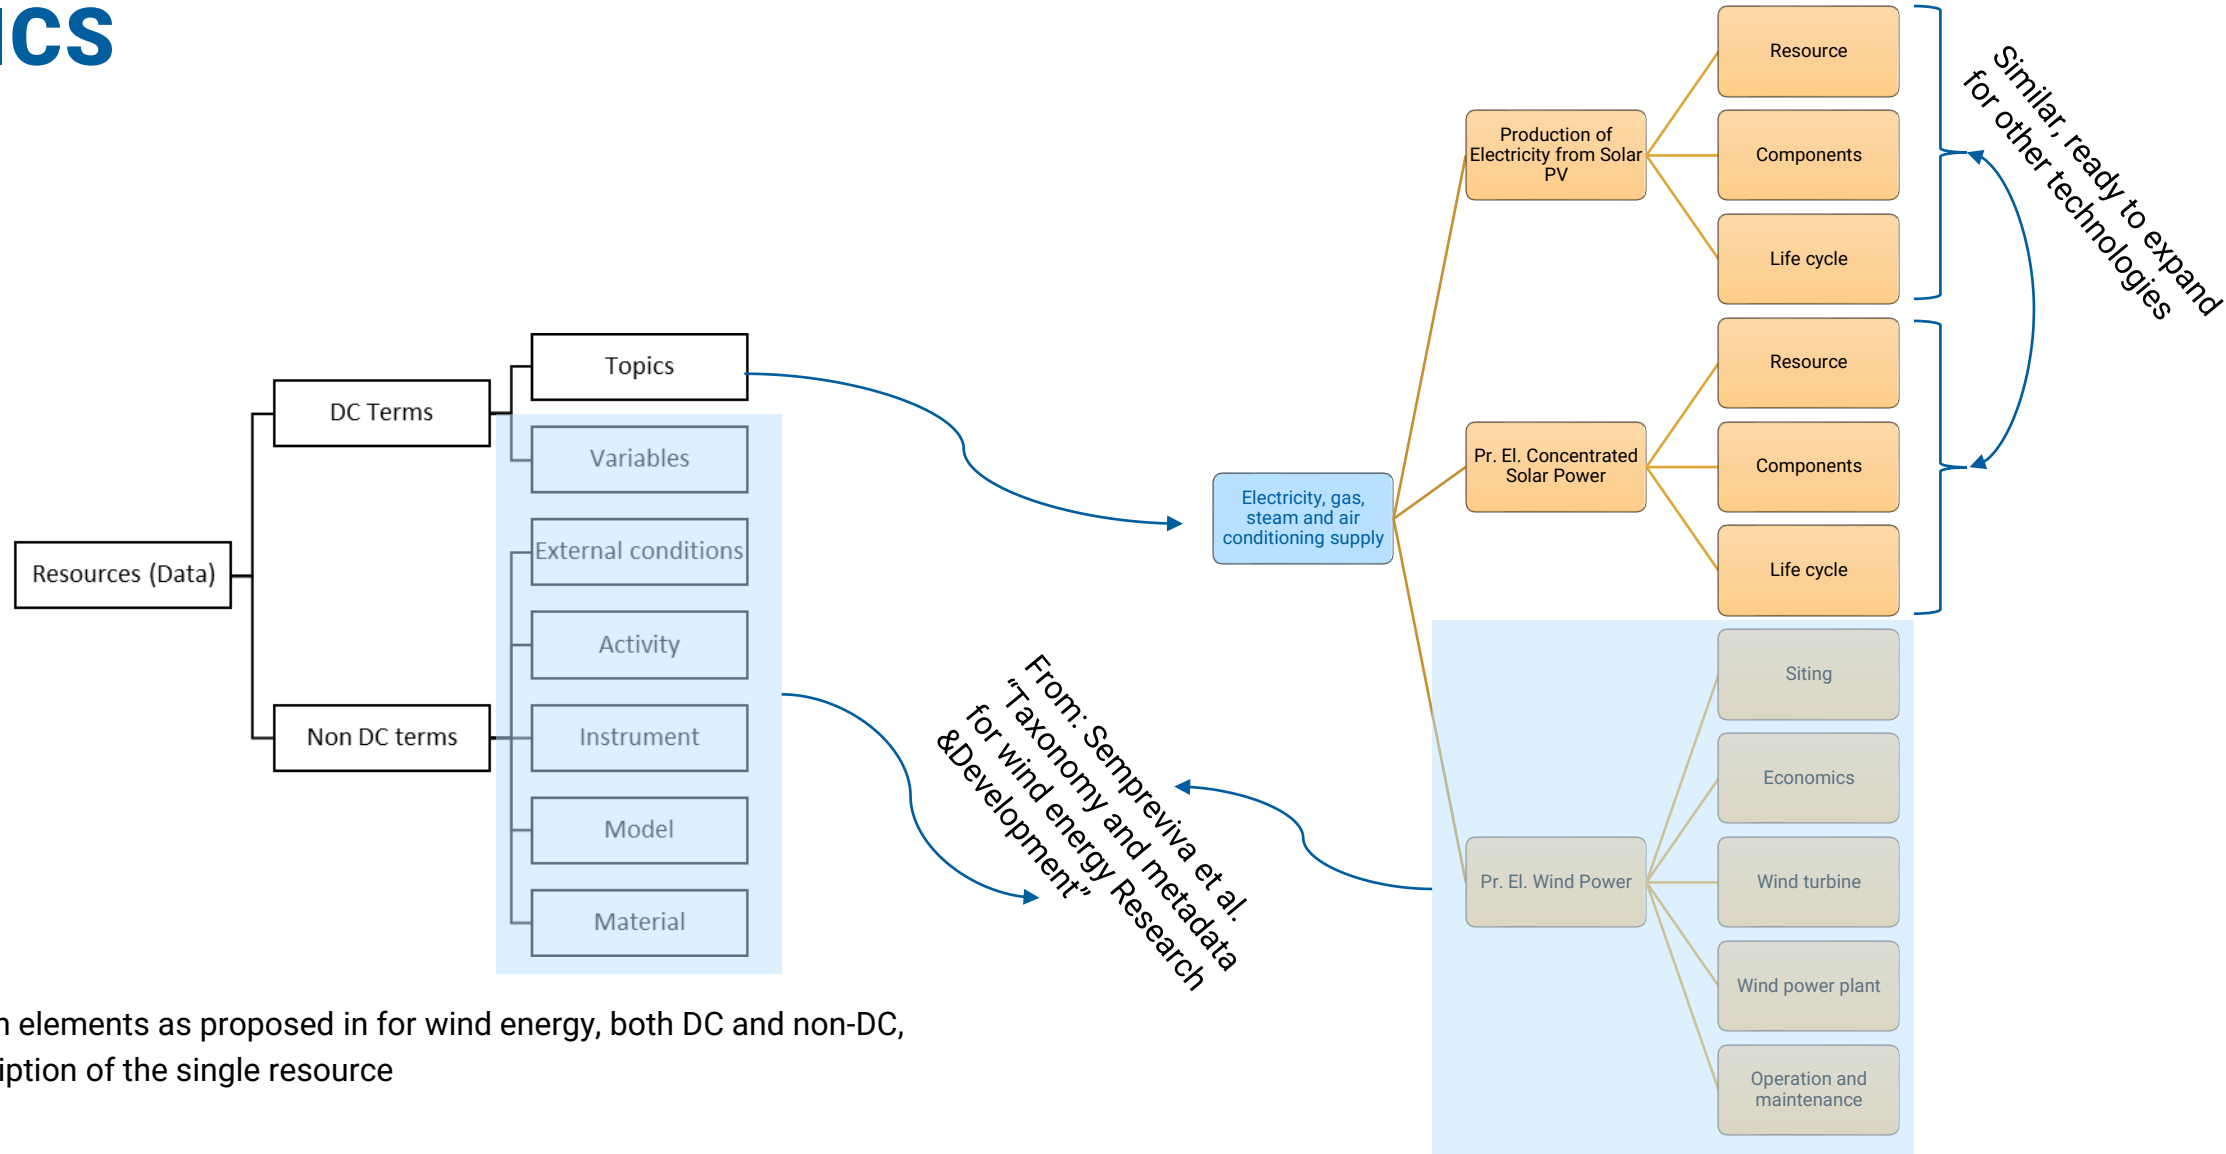 ics
Resources (Data)
DC Terms
Non DC terms
Topics
Variables
External conditions
Activity
Instrument
Model
Material
Electricity, gas,
steam and air
conditioning supply
Production of
Electricity from Solar
PV
Resource
Components
Life cycle
Pr. El. Concentrated
Solar Power
Resource
Components
Life cycle
Pr. El. Wind Power
Siting
Economics
Wind turbine
Wind power plant
Operation and
maintenance
Similar, ready to expand
for other technologies
From: Sempreviva et al.
“Taxonomy and metadata
for wind energy Research
&Development”
elements as proposed in for wind energy, both DC and non-DC,
iption of the single resource